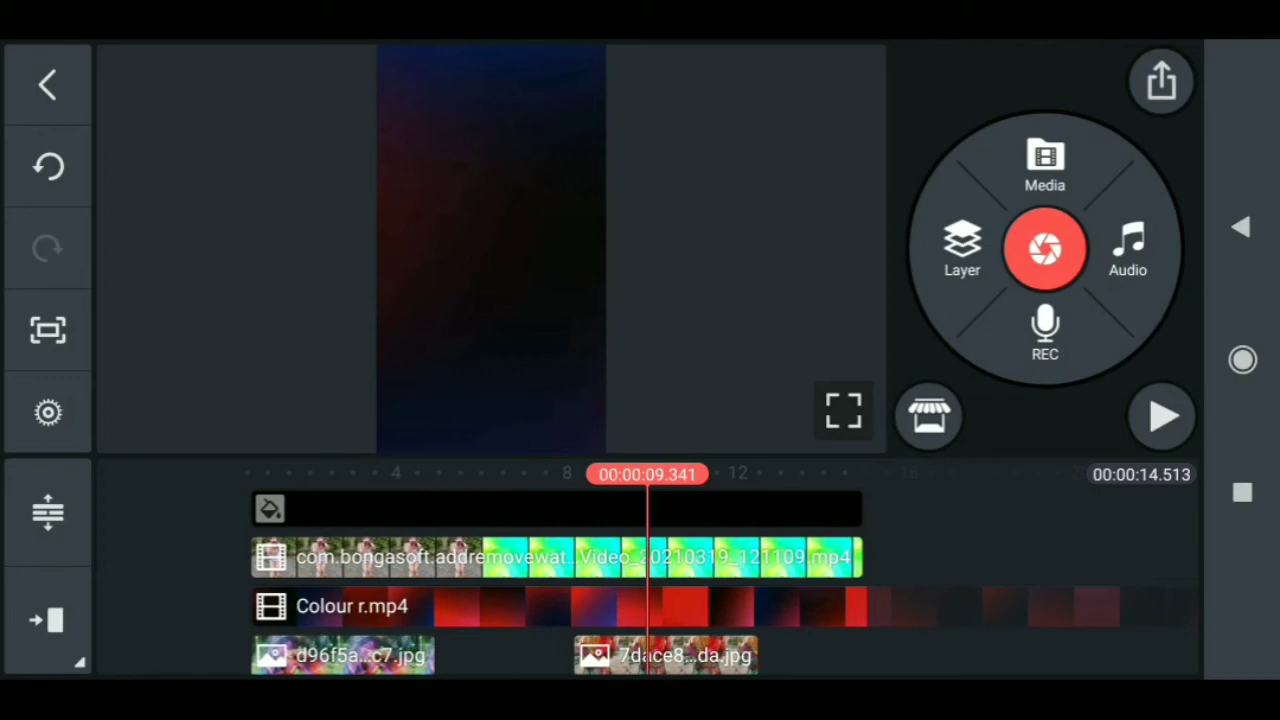 Media
Layer
Audio
REC
4
8
00:00:09.341
12
16
00:00:14.513
com.bongasoft.addremovewat...Video_20210319_121109.mp4
Colour r.mp4
d96f5a...c7.jpg
7dace8...da.jpg